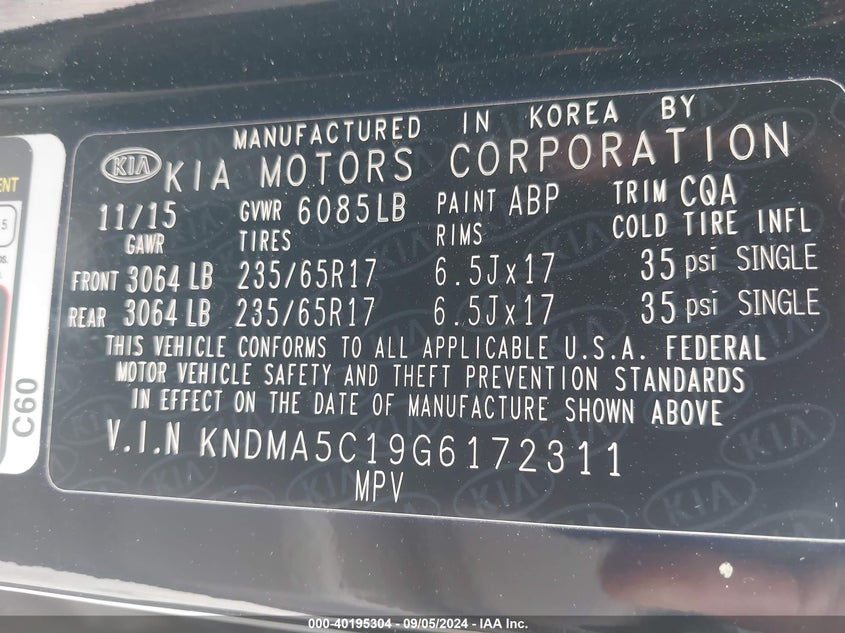 MANUFACTURED IN KOREA BY
KIA KIA MOTORS CORPORATION
11/15 GVWR 6085LB PAINT ABP TRIM CQA
GAWR TIRES RIMS COLD TIRE INFL
FRONT 3064 LB 235/65R17 6.5Jx17 35 psi SINGLE
REAR 3064 LB 235/65R17 6.5Jx17 35 psi SINGLE
THIS VEHICLE CONFORMS TO ALL APPLICABLE U.S.A. FEDERAL
MOTOR VEHICLE SAFETY AND THEFT PREVENTION STANDARDS
IN EFFECT ON THE DATE OF MANUFACTURE SHOWN ABOVE
V.I.N KNDMA5C19G6172311
MPV
C60
© - 40195304 - 09/05/2024 - IAA Inc.